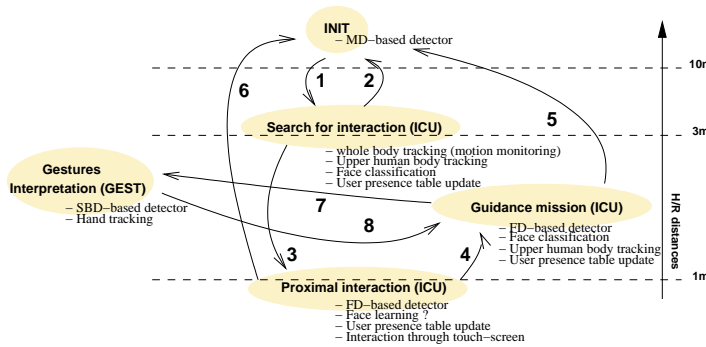 INIT
– MD–based detector
10m
6
1
2
5
Search for interaction (ICU)
3m
– whole body tracking (motion monitoring)
– Upper human body tracking
– Face classification
– User presence table update
Gestures
Interpretation (GEST)
– SBD–based detector
– Hand tracking
7
8
Guidance mission (ICU)
– FD–based detector
– Face classification
– Upper human body tracking
– User presence table update
H/R distances
3
4
1m
Proximal interaction (ICU)
– FD–based detector
– Face learning ?
– User presence table update
– Interaction through touch–screen